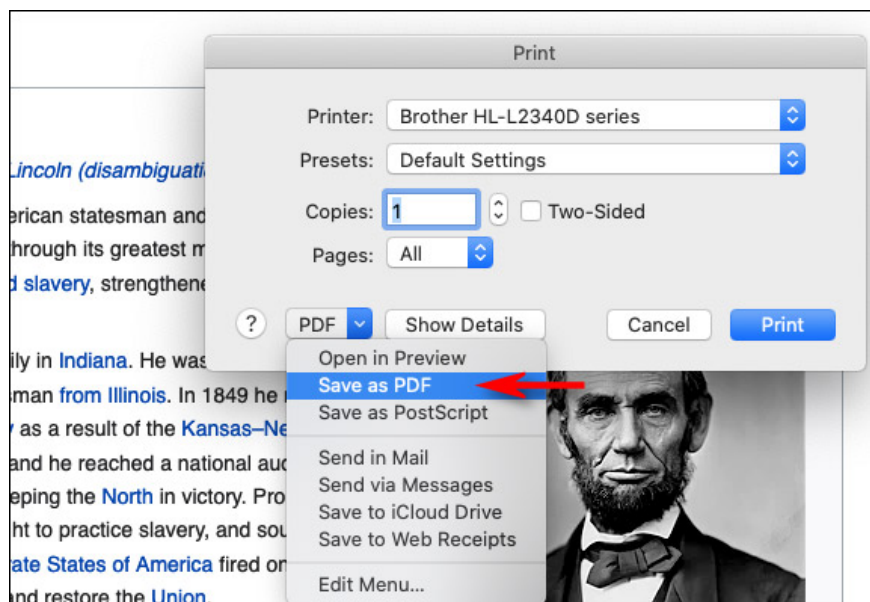 Print
Printer: Brother HL-L2340D series
Presets: Default Settings
Copies: 1 Two-Sided
Pages: All
? PDF Show Details Cancel Print
Open in Preview
Save as PDF
Save as PostScript
Send in Mail
Send via Messages
Save to iCloud Drive
Save to Web Receipts
Edit Menu...
Lincoln (disambiguati
erican statesman and
through its greatest m
d slavery, strengthene
ily in Indiana. He was
sman from Illinois. In 1849 he
y as a result of the Kansas–Ne
and he reached a national aud
eping the North in victory. Pro
ht to practice slavery, and sou
rate States of America fired on
and restore the Union.